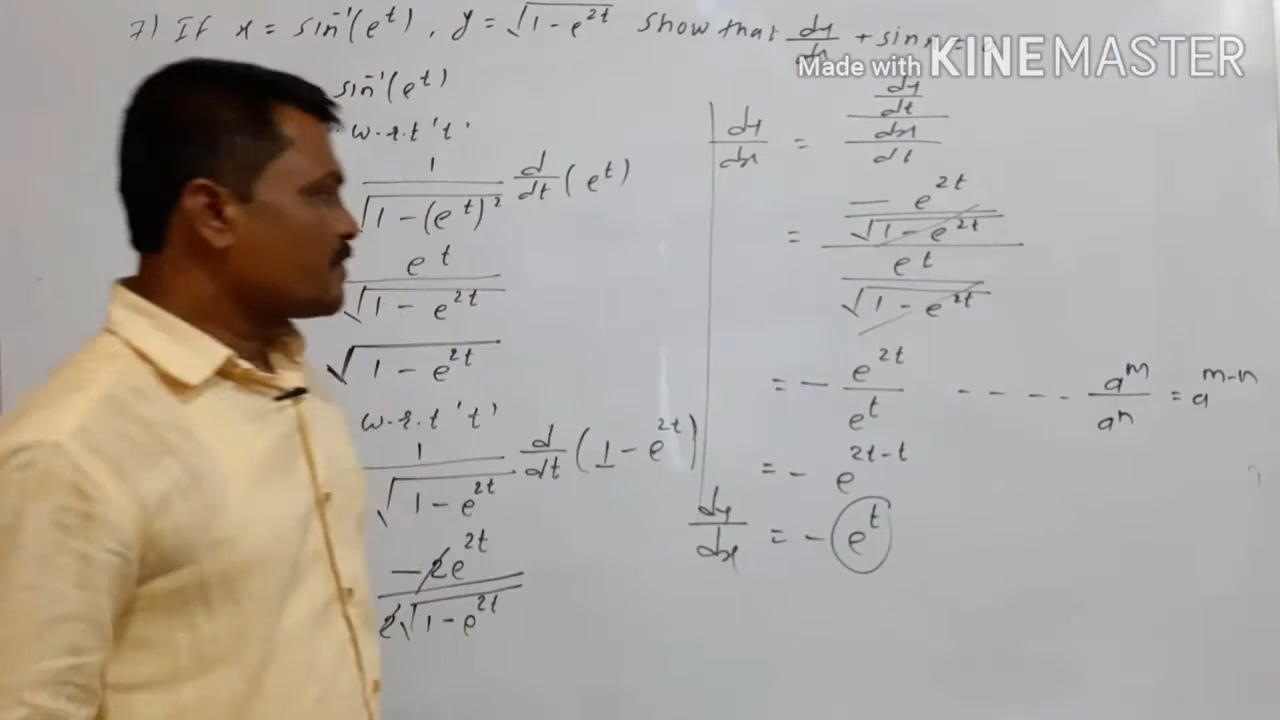 7) If x = sin⁻¹(eᵗ), y = √(1 - e²ᵗ) show that dy/dx + sin x =
Made with KINEMASTER
sin⁻¹(eᵗ)
w.r.t 't'
1/√(1 - (eᵗ)²) d/dt (eᵗ)
eᵗ/√(1 - e²ᵗ)
√(1 - e²ᵗ)
w.r.t 't'
1/√(1 - e²ᵗ) d/dt (1 - e²ᵗ)
-2e²ᵗ/2√(1 - e²ᵗ)
dy/dx = (dy/dt)/(dx/dt)
= (-e²ᵗ/√(1 - e²ᵗ))/(eᵗ/√(1 - e²ᵗ))
= - e²ᵗ/eᵗ - - - - aᵐ/aⁿ = aᵐ⁻ⁿ
= - e²ᵗ⁻ᵗ
dy/dx = - eᵗ